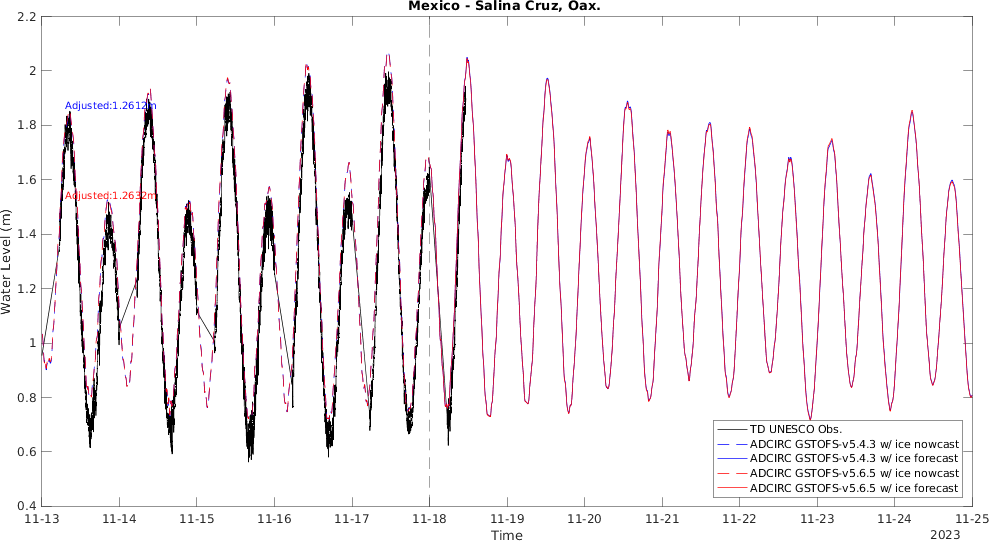 Mexico - Salina Cruz, Oax.
2.2
2
1.8
1.6
1.4
1.2
1
0.8
0.6
0.4
Water Level (m)
Adjusted:1.2612m
Adjusted:1.2632m
TD UNESCO Obs.
ADCIRC GSTOFS-v5.4.3 w/ ice nowcast
ADCIRC GSTOFS-v5.4.3 w/ ice forecast
ADCIRC GSTOFS-v5.6.5 w/ ice nowcast
ADCIRC GSTOFS-v5.6.5 w/ ice forecast
11-13 11-14 11-15 11-16 11-17 11-18 11-19 11-20 11-21 11-22 11-23 11-24 11-25
Time
2023